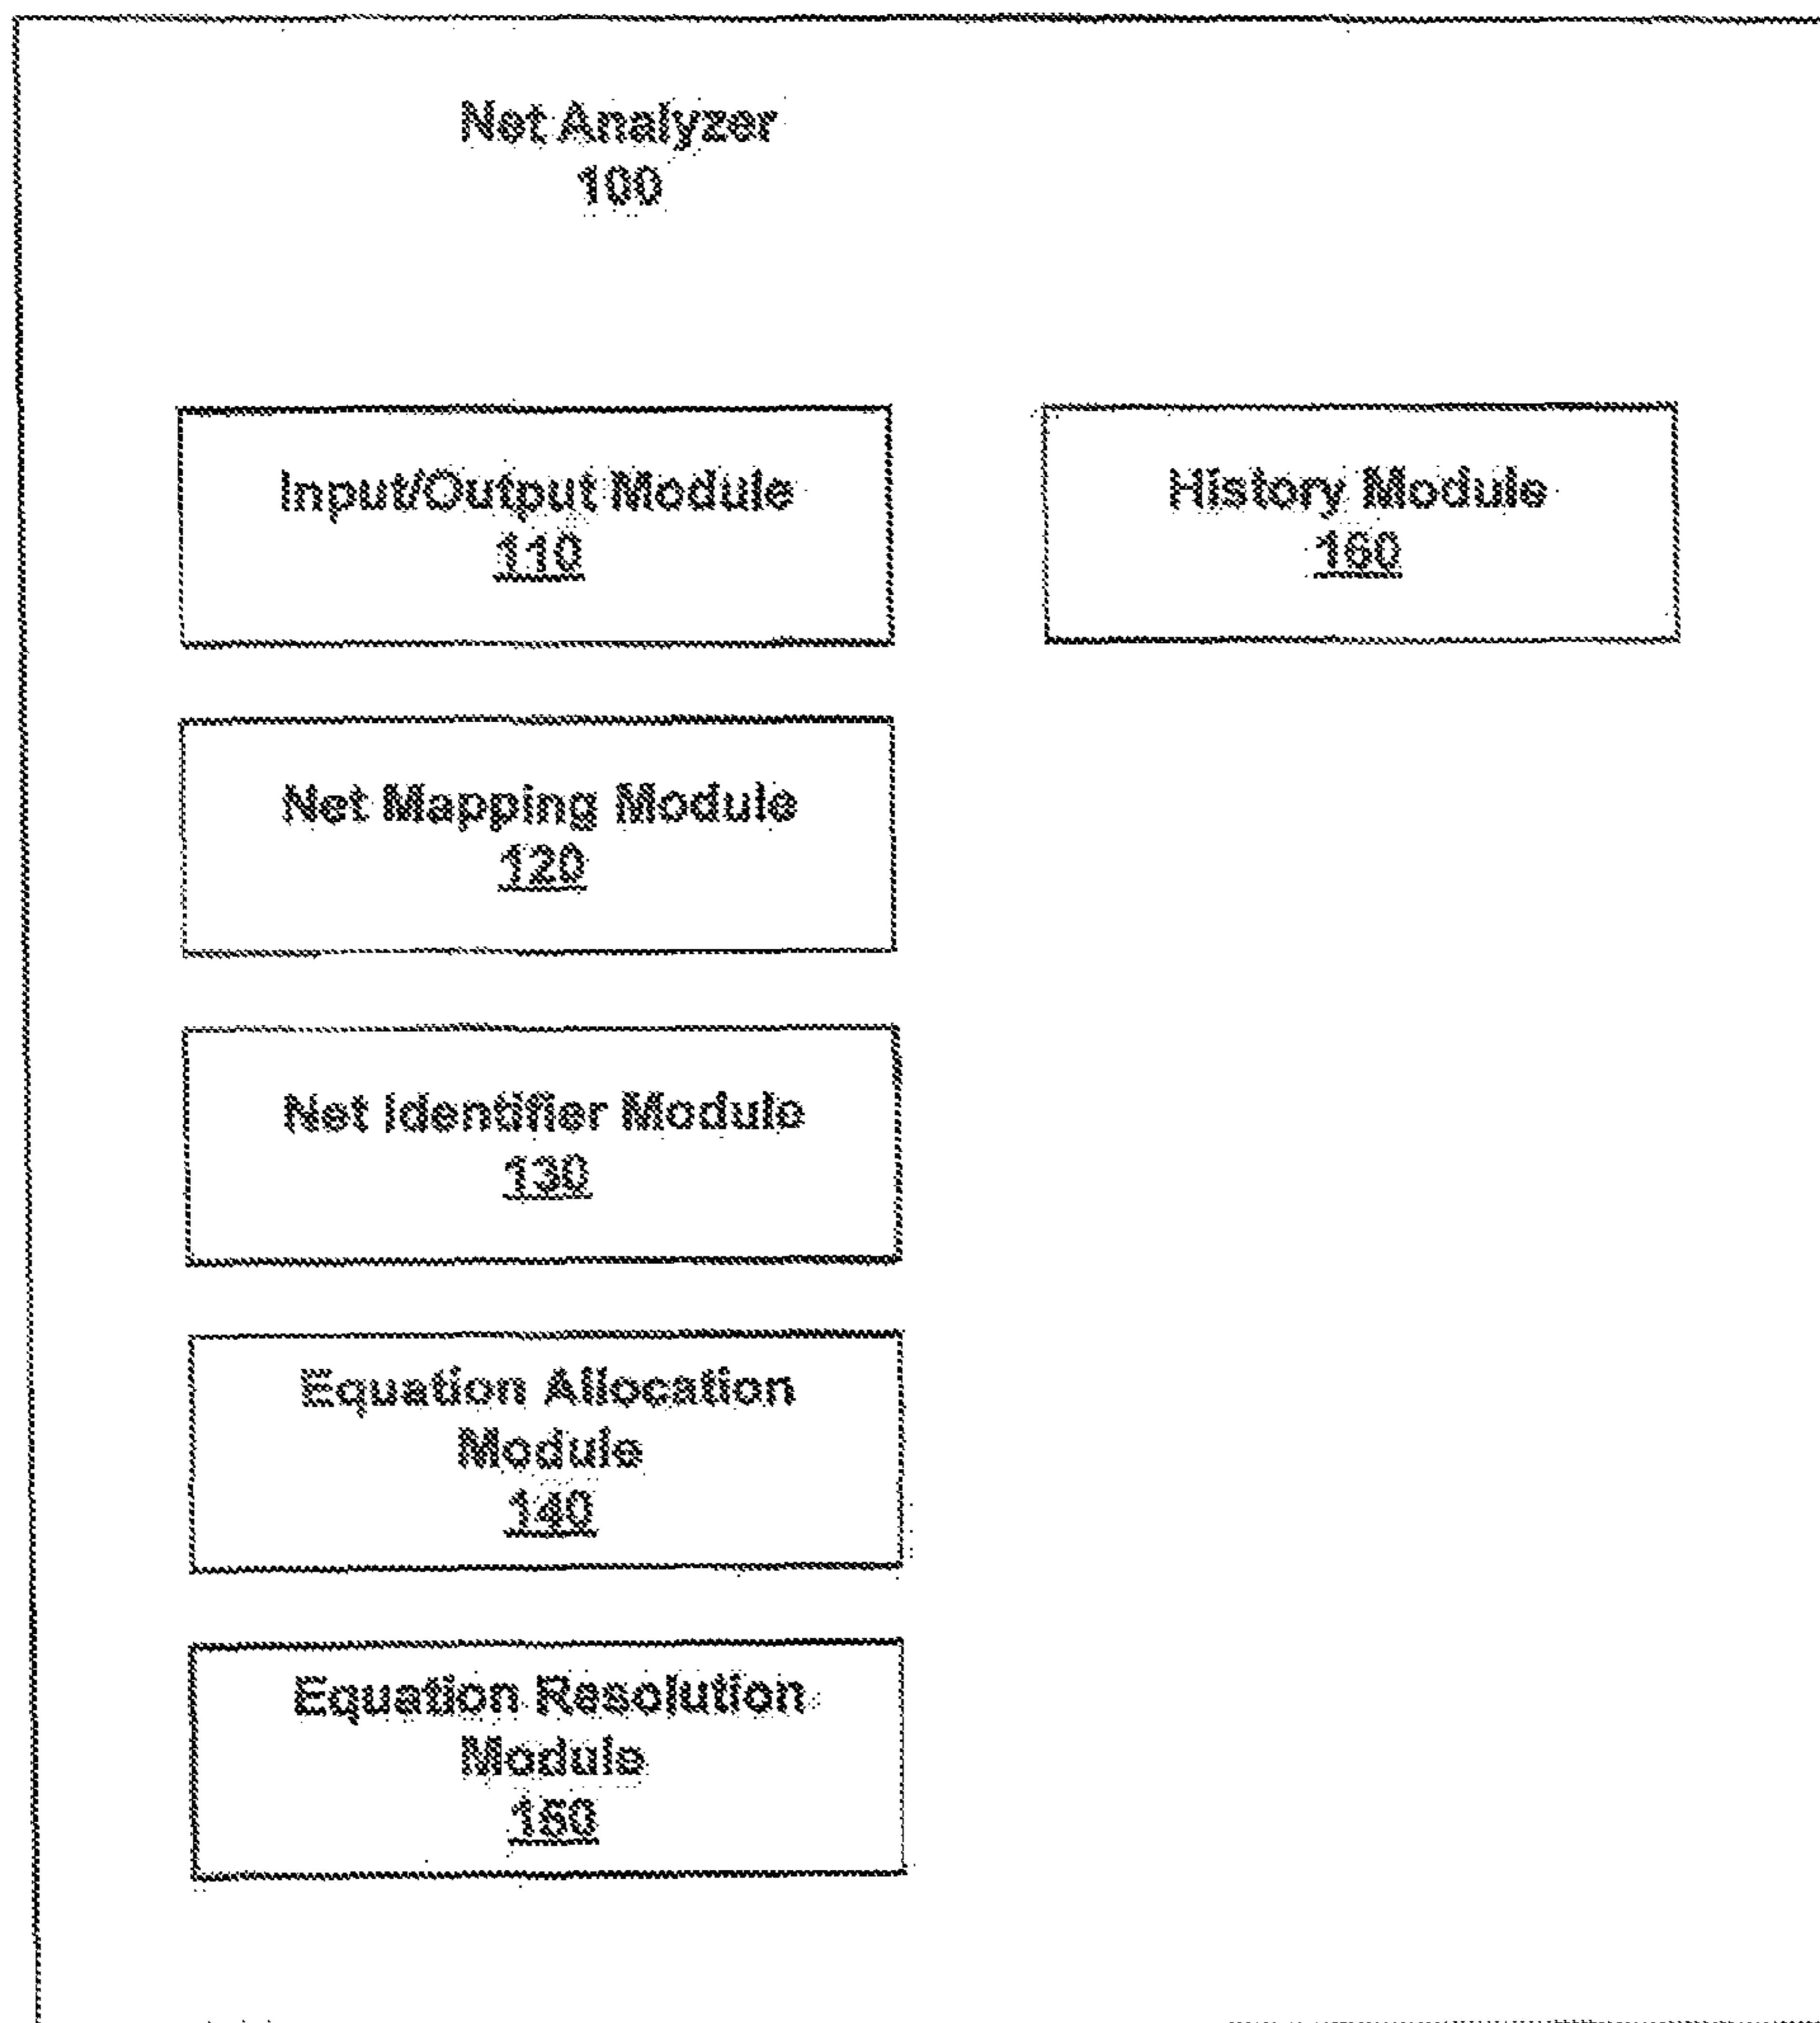 Net Analyzer
100
Input/Output Module
110
History Module
160
Net Mapping Module
120
Net Identifier Module
130
Equation Allocation
Module
140
Equation Resolution
Module
150